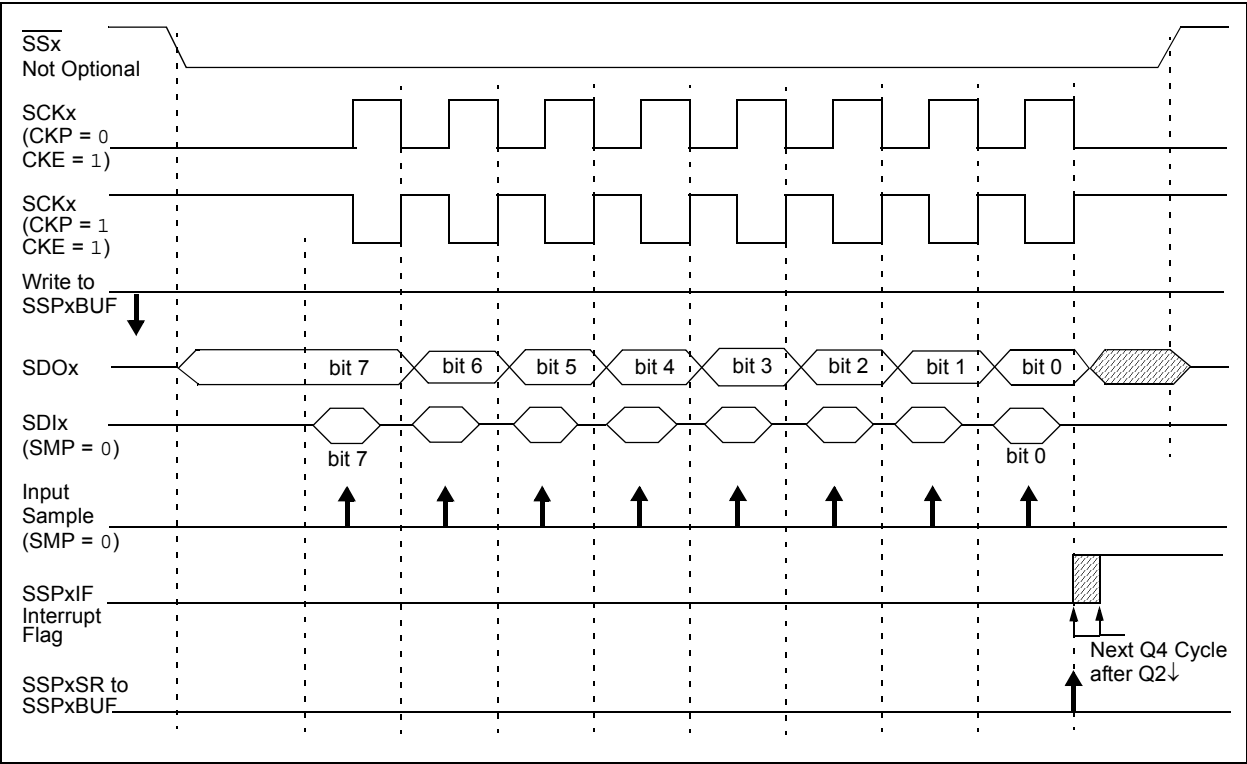 SSx
Not Optional
SCKx
(CKP = 0
CKE = 1)
SCKx
(CKP = 1
CKE = 1)
Write to
SSPxBUF
SDOx
bit 7 bit 6 bit 5 bit 4 bit 3 bit 2 bit 1 bit 0
SDIx
(SMP = 0)
bit 7 bit 0
Input
Sample
(SMP = 0)
SSPxIF
Interrupt
Flag
Next Q4 Cycle
after Q2↓
SSPxSR to
SSPxBUF